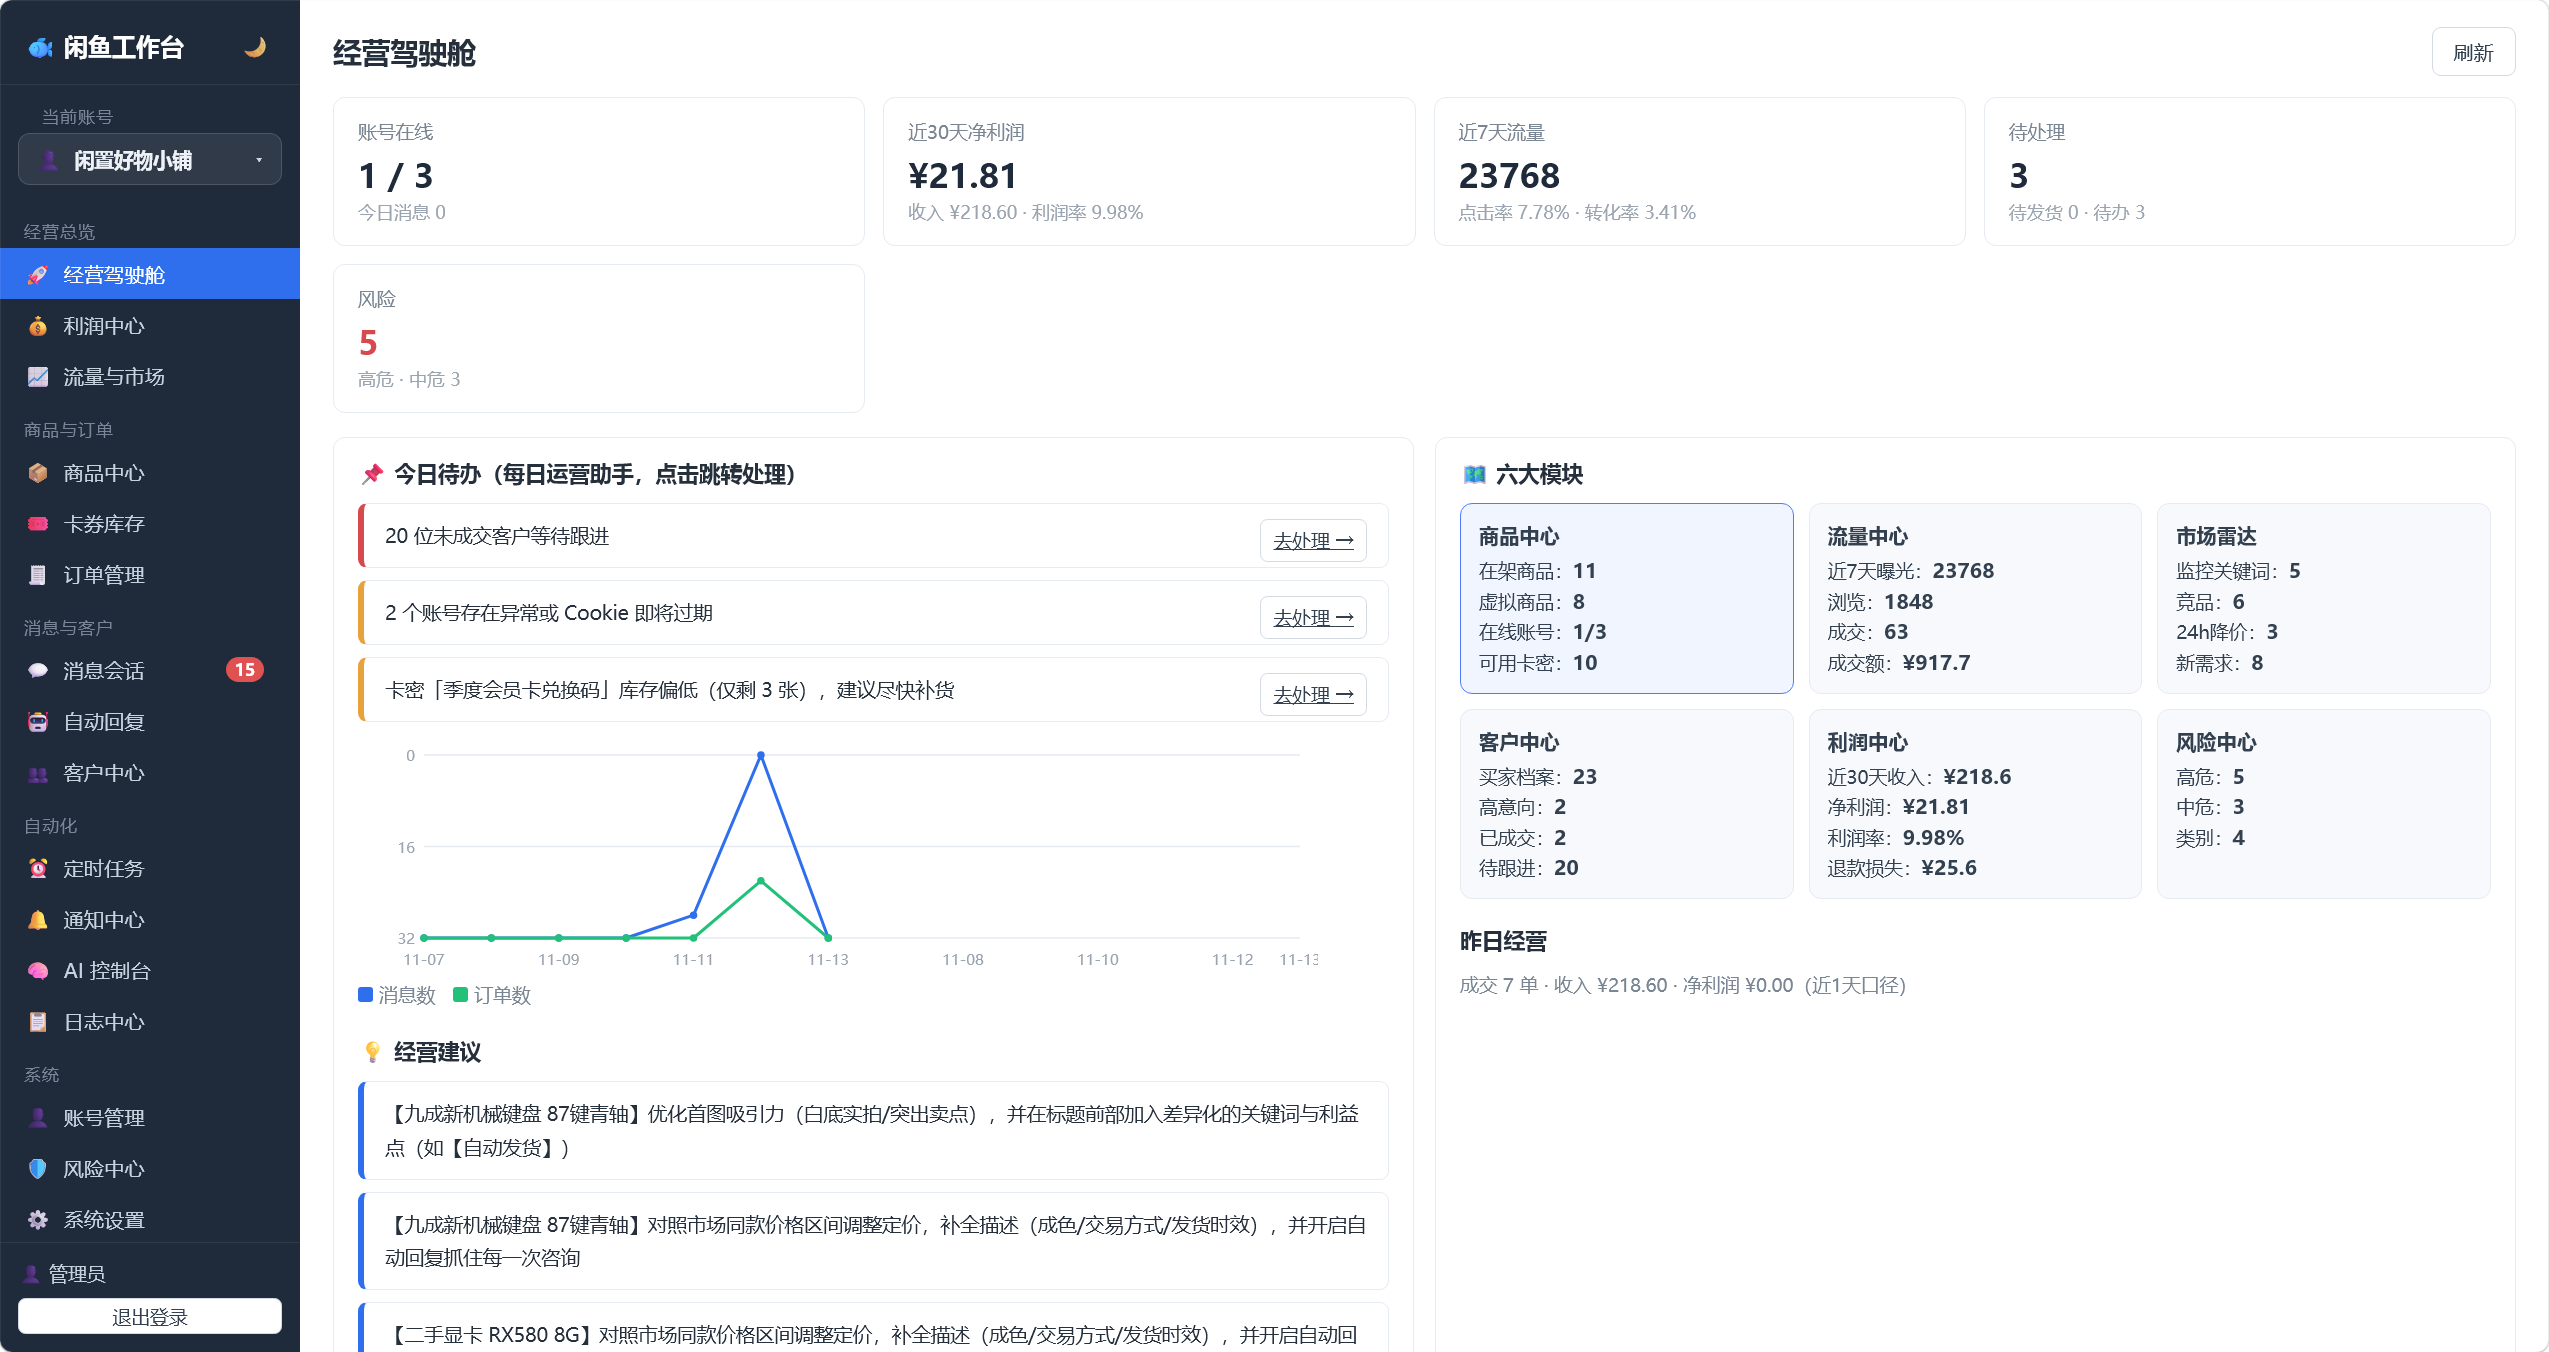 闲鱼工作台
当前账号
闲置好物小铺
经营总览
经营驾驶舱
利润中心
流量与市场
商品与订单
商品中心
卡券库存
订单管理
消息与客户
消息会话
15
自动回复
客户中心
自动化
定时任务
通知中心
AI 控制台
日志中心
系统
账号管理
风险中心
系统设置
管理员
退出登录
经营驾驶舱
刷新
账号在线
1 / 3
今日消息 0
近30天净利润
¥21.81
收入 ¥218.60 · 利润率 9.98%
近7天流量
23768
点击率 7.78% · 转化率 3.41%
待处理
3
待发货 0 · 待办 3
风险
5
高危 · 中危 3
今日待办（每日运营助手，点击跳转处理）
20 位未成交客户等待跟进
去处理 →
2 个账号存在异常或 Cookie 即将过期
去处理 →
卡密「季度会员卡兑换码」库存偏低（仅剩 3 张），建议尽快补货
去处理 →
0
16
32
11-07 11-09 11-11 11-13 11-08 11-10 11-12 11-13
消息数 订单数
经营建议
【九成新机械键盘 87键青轴】优化首图吸引力（白底实拍/突出卖点），并在标题前部加入差异化的关键词与利益
点（如【自动发货】）
【九成新机械键盘 87键青轴】对照市场同款价格区间调整定价，补全描述（成色/交易方式/发货时效），并开启自
动回复抓住每一次咨询
【二手显卡 RX580 8G】对照市场同款价格区间调整定价，补全描述（成色/交易方式/发货时效），并开启自动回
六大模块
商品中心
在架商品：11
虚拟商品：8
在线账号：1/3
可用卡密：10
流量中心
近7天曝光：23768
浏览：1848
成交：63
成交额：¥917.7
市场雷达
监控关键词：5
竞品：6
24h降价：3
新需求：8
客户中心
买家档案：23
高意向：2
已成交：2
待跟进：20
利润中心
近30天收入：¥218.6
净利润：¥21.81
利润率：9.98%
退款损失：¥25.6
风险中心
高危：5
中危：3
类别：4
昨日经营
成交 7 单 · 收入 ¥218.60 · 净利润 ¥0.00（近1天口径）